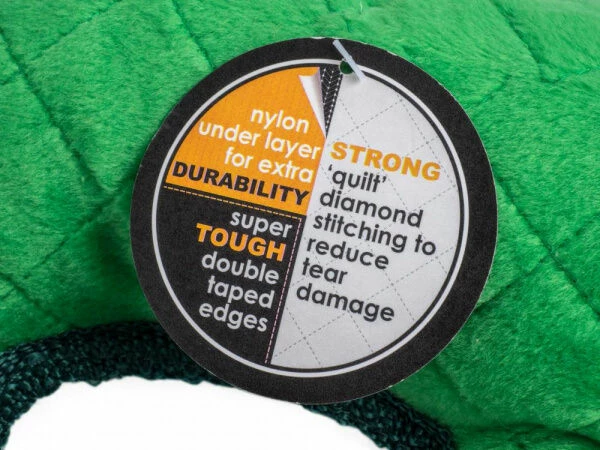 nylon
under layer
for extra
DURABILITY
super
TOUGH
double
taped
edges
STRONG
'quilt'
diamond
stitching to
reduce
tear
damage